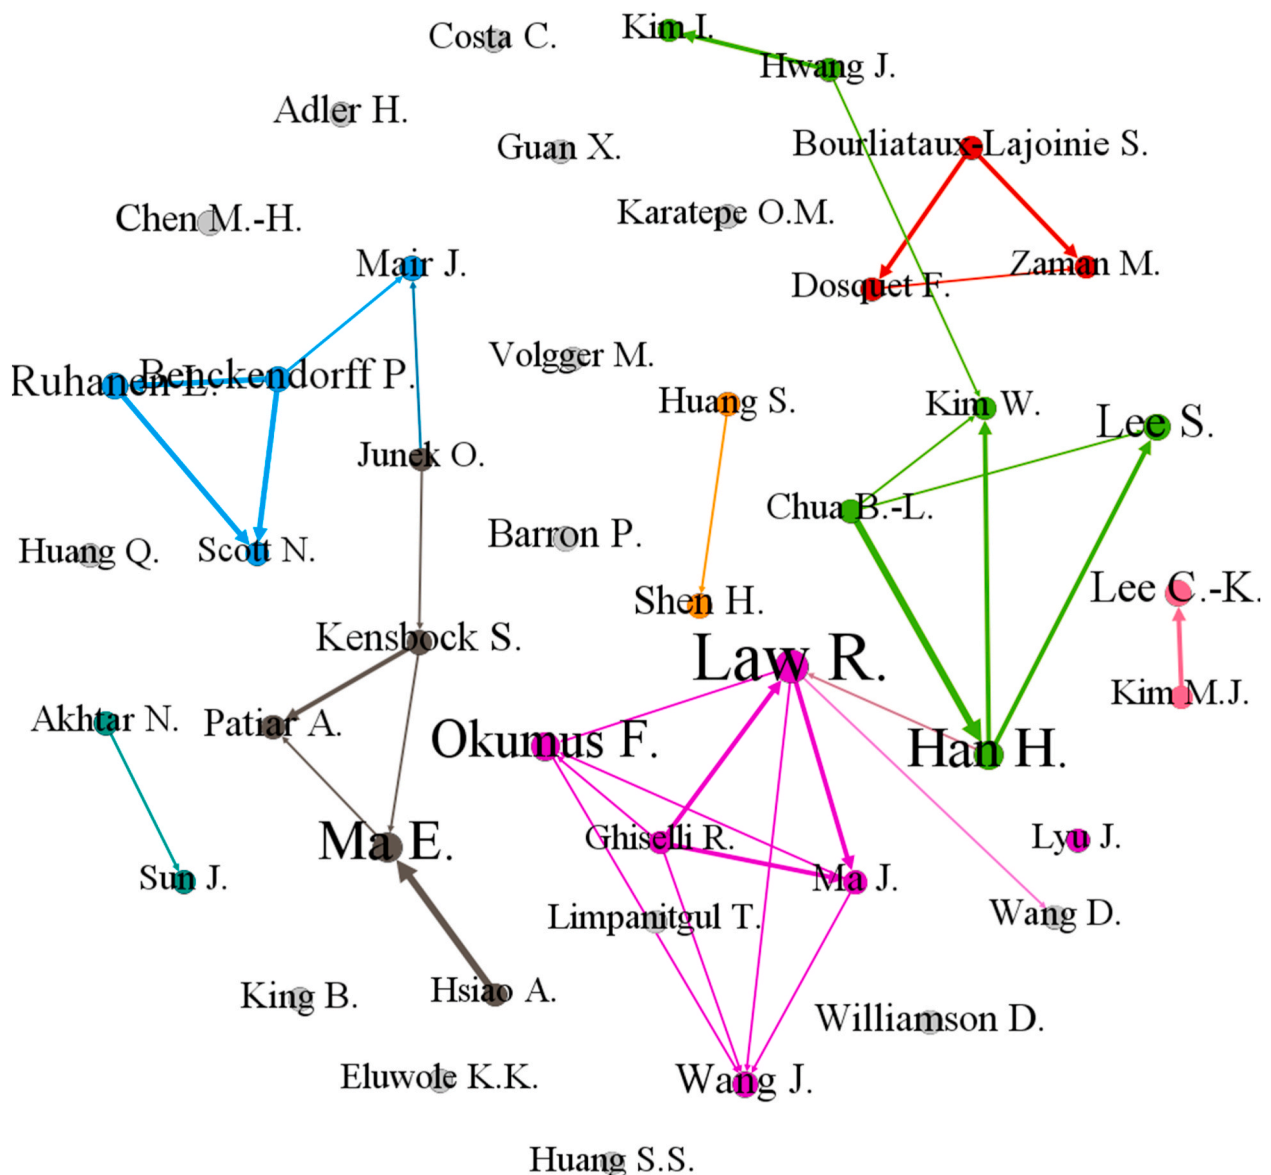 Kim I.
Costa C.
Hwang J.
Adler H.
Guan X.
Bourliataux-Lajoinie S.
Chen M.-H.
Karatepe O.M.
Mair J.
Zaman M.
Dosquet F.
Volgger M.
Ruhanen L.
Benckendorff P.
Huang S.
Kim W.
Lee S.
Junek O.
Chua B.-L.
Huang Q.
Scott N.
Barron P.
Lee C.-K.
Shen H.
Kensbock S.
Law R.
Kim M.J.
Akhtar N.
Patiar A.
Okumus F.
Han H.
Ma E.
Ghiselli R.
Lyu J.
Sun J.
Ma J.
Limpanitgul T.
Wang D.
King B.
Hsiao A.
Williamson D.
Eluwole K.K.
Wang J.
Huang S.S.